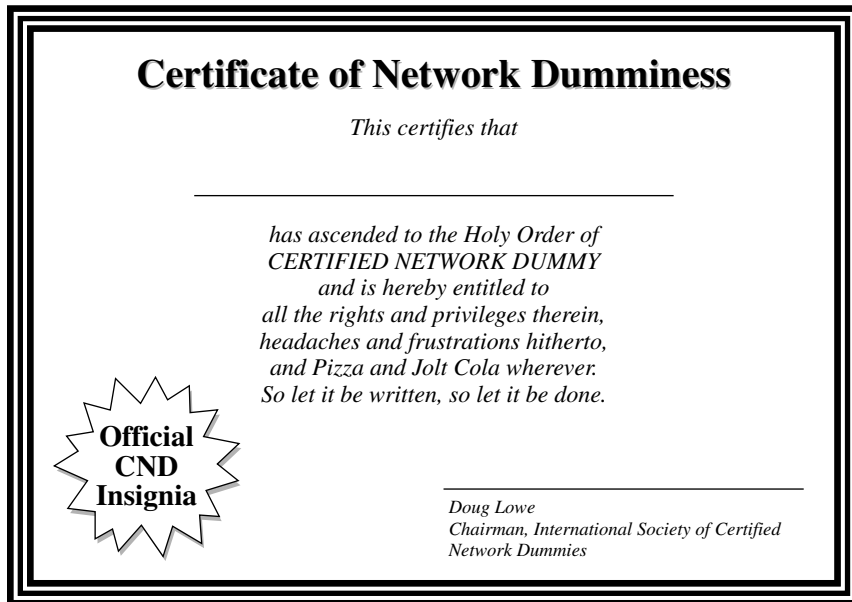 Certificate of Network Dumminess
This certifies that
has ascended to the Holy Order of
CERTIFIED NETWORK DUMMY
and is hereby entitled to
all the rights and privileges therein,
headaches and frustrations hitherto,
and Pizza and Jolt Cola wherever.
So let it be written, so let it be done.
Official
CND
Insignia
Doug Lowe
Chairman, International Society of Certified
Network Dummies